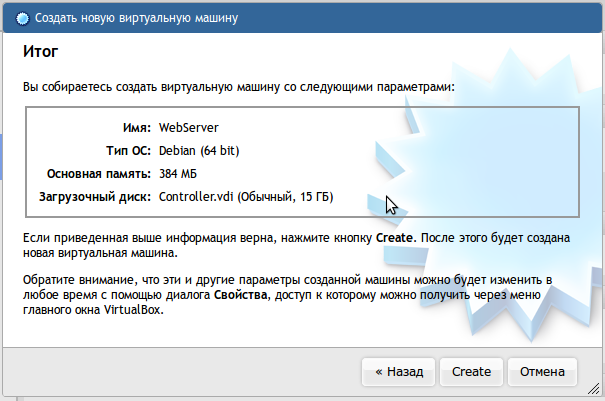 Создать новую виртуальную машину
Итог
Вы собираетесь создать виртуальную машину со следующими параметрами:
Имя: WebServer
Тип ОС: Debian (64 bit)
Основная память: 384 МБ
Загрузочный диск: Controller.vdi (Обычный, 15 ГБ)
Если приведенная выше информация верна, нажмите кнопку Create. После этого будет создана
новая виртуальная машина.
Обратите внимание, что эти и другие параметры созданной машины можно будет изменить в
любое время с помощью диалога Свойства, доступ к которому можно получить через меню
главного окна VirtualBox.
« Назад Create Отмена